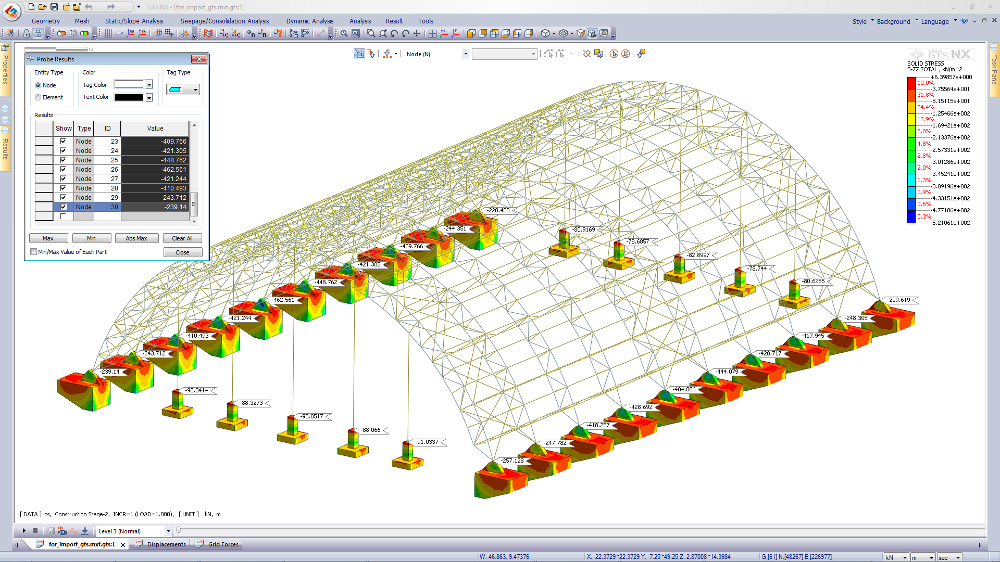 GTS NX - [for_import_gts.mxt.gts:1]
Geometry Mesh Static/Slope Analysis Seepage/Consolidation Analysis Dynamic Analysis Analysis Result Tools
Style Background Language
Properties
Results
Task Pane
m
Node (N)
Probe Results
Entity Type
Node
Element
Color
Tag Color
Text Color
Tag Type
Results
Show Type ID Value
Node 23 -409.766
Node 24 -421.305
Node 25 -448.762
Node 26 -462.561
Node 27 -421.244
Node 28 -410.493
Node 29 -243.712
Node 30 -239.14
Max Min Abs Max Clear All
Min/Max Value of Each Part
Close
midas GTS NX
SOLID STRESS
S-ZZ TOTAL , kN/m^2
+6.39857e+000
10.0%
-3.75564e+001
31.8%
-8.15115e+001
24.4%
-1.25466e+002
12.9%
-1.69421e+002
8.0%
-2.13376e+002
4.8%
-2.57331e+002
2.8%
-3.01286e+002
2.0%
-3.45241e+002
1.3%
-3.89196e+002
0.9%
-4.33151e+002
0.6%
-4.77106e+002
0.3%
-5.21061e+002
-220.408
-244.351
-409.766
-421.305
-448.762
-462.561
-421.244
-410.493
-243.712
-239.14
-80.9169
-78.6857
-82.8997
-78.744
-80.6255
-209.619
-248.305
-417.945
-428.717
-444.079
-484.006
-428.692
-418.257
-247.782
-257.128
-90.3414
-88.3273
-93.0517
-88.066
-91.0337
[ DATA ] cs, Construction Stage-2, INCR=1 (LOAD=1.000), [ UNIT ] kN, m
Level 3 (Normal)
for_import_gts.mxt.gts:1 Displacements Grid Forces
W: 46.863, 9.47376 X: -22.3729~22.3729 Y: -7.25~49.25 Z:-2.87008~14.3984 G:[61] N:[48267] E:[226977] kN m sec